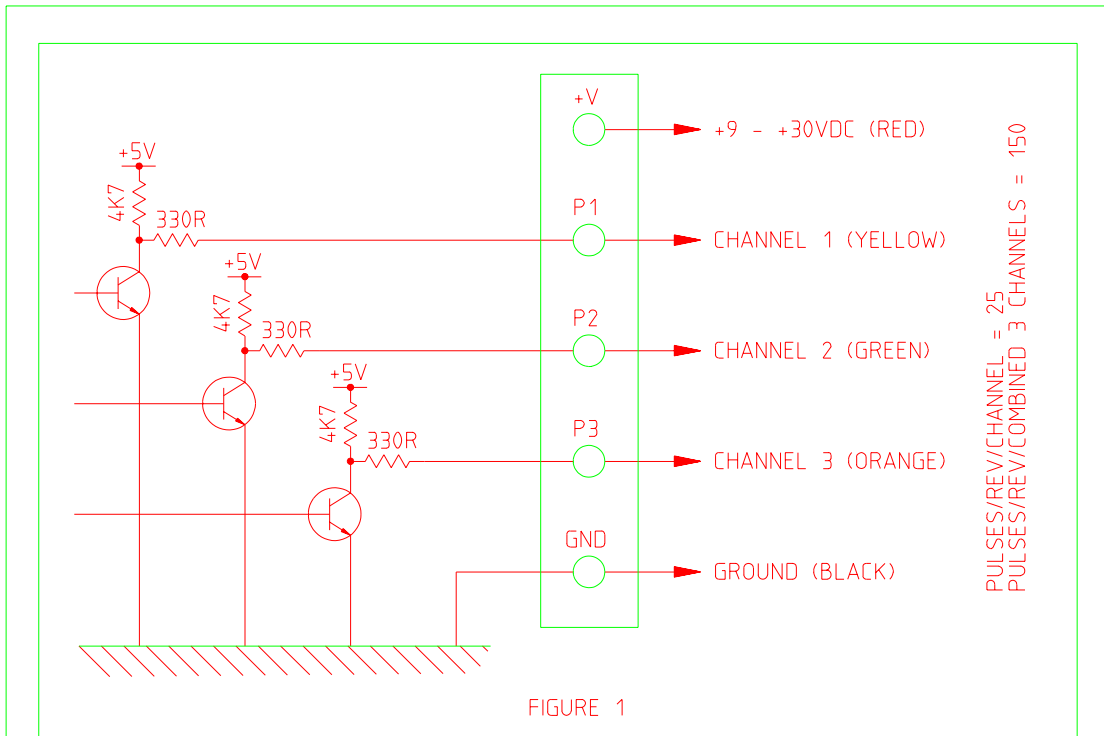 +V
+9 - +30VDC (RED)
+5V
4K7
330R
P1
CHANNEL 1 (YELLOW)
+5V
4K7
330R
P2
CHANNEL 2 (GREEN)
+5V
4K7
330R
P3
CHANNEL 3 (ORANGE)
GND
GROUND (BLACK)
PULSES/REV/CHANNEL = 25
PULSES/REV/COMBINED 3 CHANNELS = 150
FIGURE 1